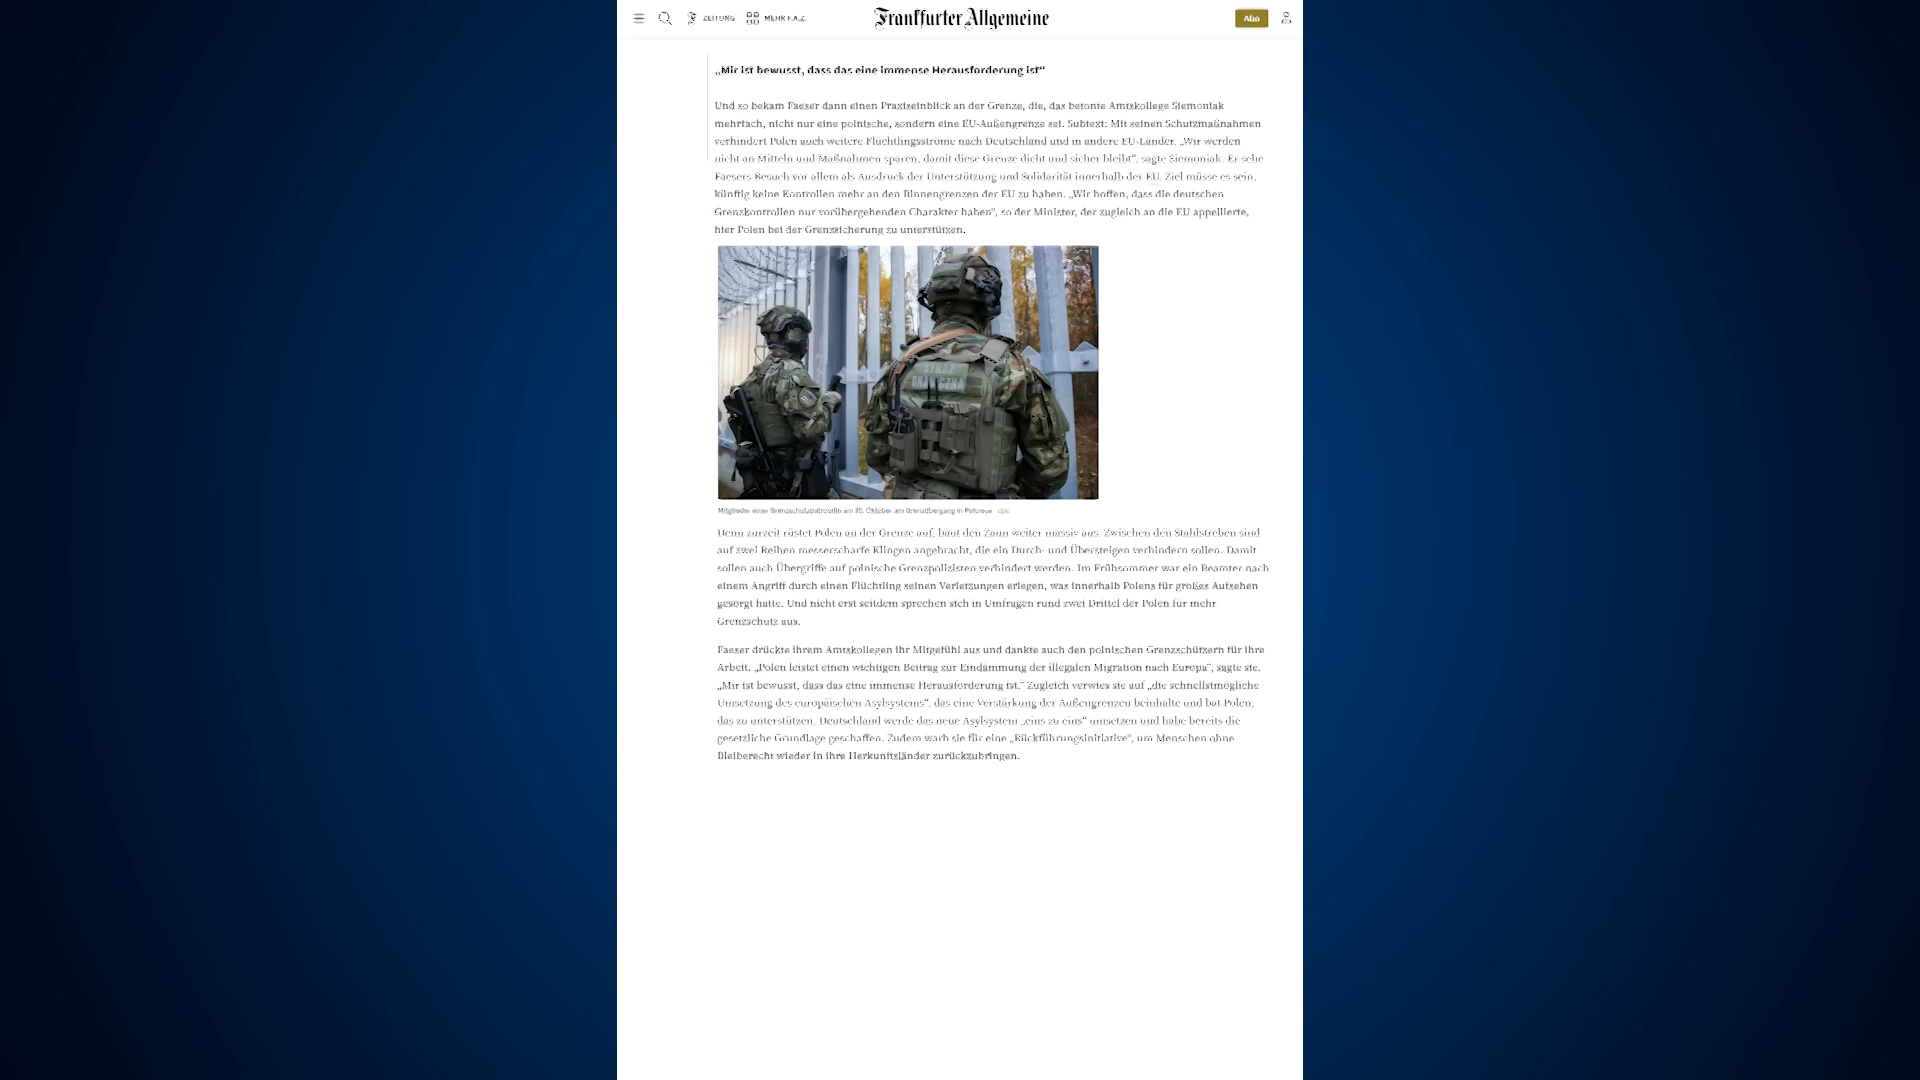 ZEITUNG
MEHR F.A.Z.
Frankfurter Allgemeine
Abo
„Mir ist bewusst, dass das eine immense Herausforderung ist“
Und so bekam Faeser dann einen Praxiseinblick an der Grenze, die, das betonte Amtskollege Siemoniak
mehrfach, nicht nur eine polnische, sondern eine EU-Außengrenze sei. Subtext: Mit seinen Schutzmaßnahmen
verhindert Polen auch weitere Flüchtlingsströme nach Deutschland und in andere EU-Länder. „Wir werden
nicht an Mitteln und Maßnahmen sparen, damit diese Grenze dicht und sicher bleibt“, sagte Siemoniak. Er sehe
Faesers Besuch vor allem als Ausdruck der Unterstützung und Solidarität innerhalb der EU. Ziel müsse es sein,
künftig keine Kontrollen mehr an den Binnengrenzen der EU zu haben. „Wir hoffen, dass die deutschen
Grenzkontrollen nur vorübergehenden Charakter haben“, so der Minister, der zugleich an die EU appellierte,
hier Polen bei der Grenzsicherung zu unterstützen.
STRAŻ
GRANICZNA
Mitglieder einer Grenzschutzpatrouille am Oktober am Grenzübergang in dpa
Denn zurzeit rüstet Polen an der Grenze auf, baut den Zaun weiter massiv aus. Zwischen den Stahlstreben sind
auf zwei Reihen messerscharfe Klingen angebracht, die ein Durch- und Übersteigen verhindern sollen. Damit
sollen auch Übergriffe auf polnische Grenzpolizisten verhindert werden. Im Frühsommer war ein Beamter nach
einem Angriff durch einen Flüchtling seinen Verletzungen erlegen, was innerhalb Polens für großes Aufsehen
gesorgt hatte. Und nicht erst seitdem sprechen sich in Umfragen rund zwei Drittel der Polen für mehr
Grenzschutz aus.
Faeser drückte ihrem Amtskollegen ihr Mitgefühl aus und dankte auch den polnischen Grenzschützern für ihre
Arbeit. „Polen leistet einen wichtigen Beitrag zur Eindämmung der illegalen Migration nach Europa“, sagte sie.
„Mir ist bewusst, dass das eine immense Herausforderung ist.“ Zugleich verwies sie auf „die schnellstmögliche
Umsetzung des europäischen Asylsystems“, das eine Verstärkung der Außengrenzen beinhalte und bat Polen,
das zu unterstützen. Deutschland werde das neue Asylsystem „eins zu eins“ umsetzen und habe bereits die
gesetzliche Grundlage geschaffen. Zudem warb sie für eine „Rückführungsinitiative“, um Menschen ohne
Bleiberecht wieder in ihre Herkunftsländer zurückzubringen.